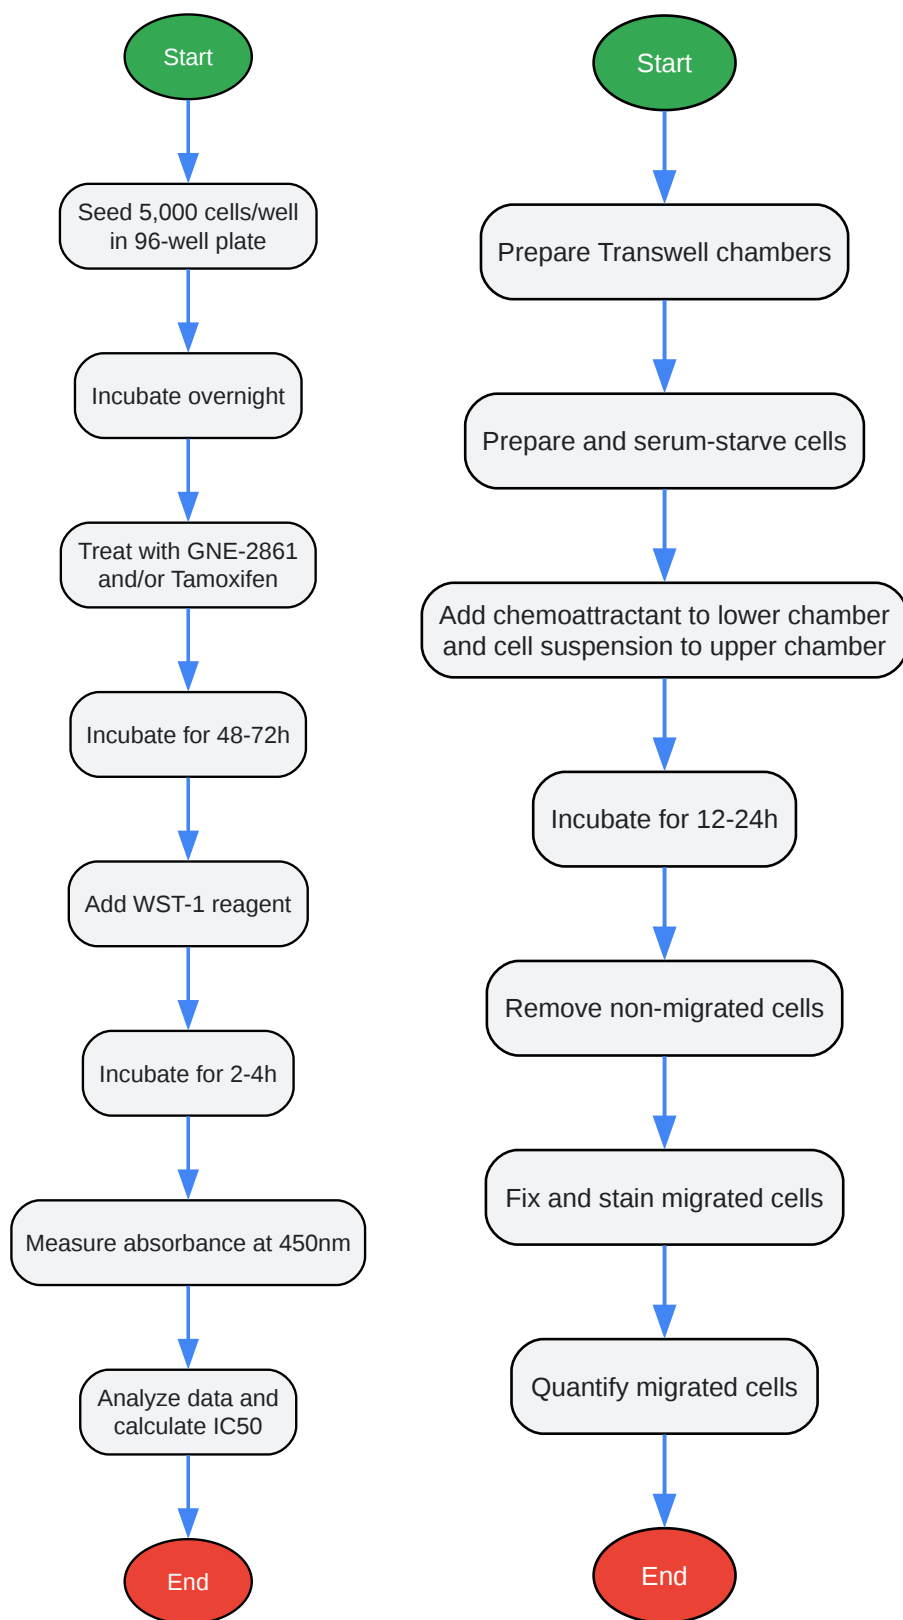 Start
Seed 5,000 cells/well
in 96-well plate
Incubate overnight
Treat with GNE-2861
and/or Tamoxifen
Incubate for 48-72h
Add WST-1 reagent
Incubate for 2-4h
Measure absorbance at 450nm
Analyze data and
calculate IC50
End
Start
Prepare Transwell chambers
Prepare and serum-starve cells
Add chemoattractant to lower chamber
and cell suspension to upper chamber
Incubate for 12-24h
Remove non-migrated cells
Fix and stain migrated cells
Quantify migrated cells
End